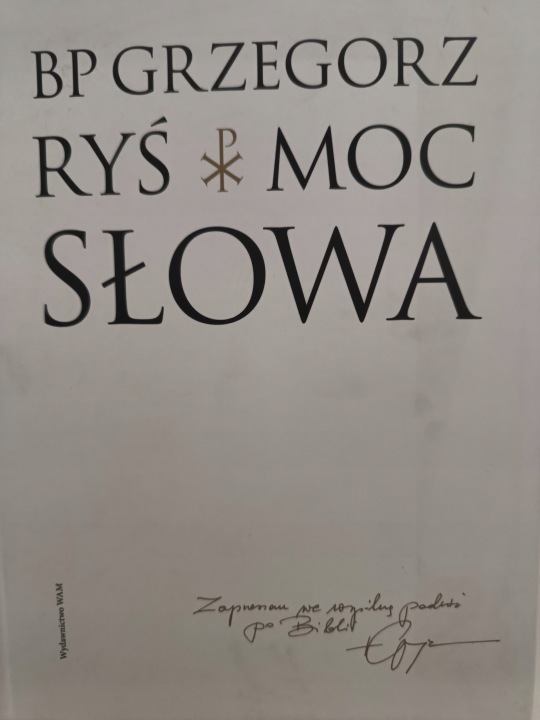 BP GRZEGORZ
RYŚ ☧ MOC
SŁOWA
Zapraszam we wspólną podróż
po Biblii
Wydawnictwo WAM